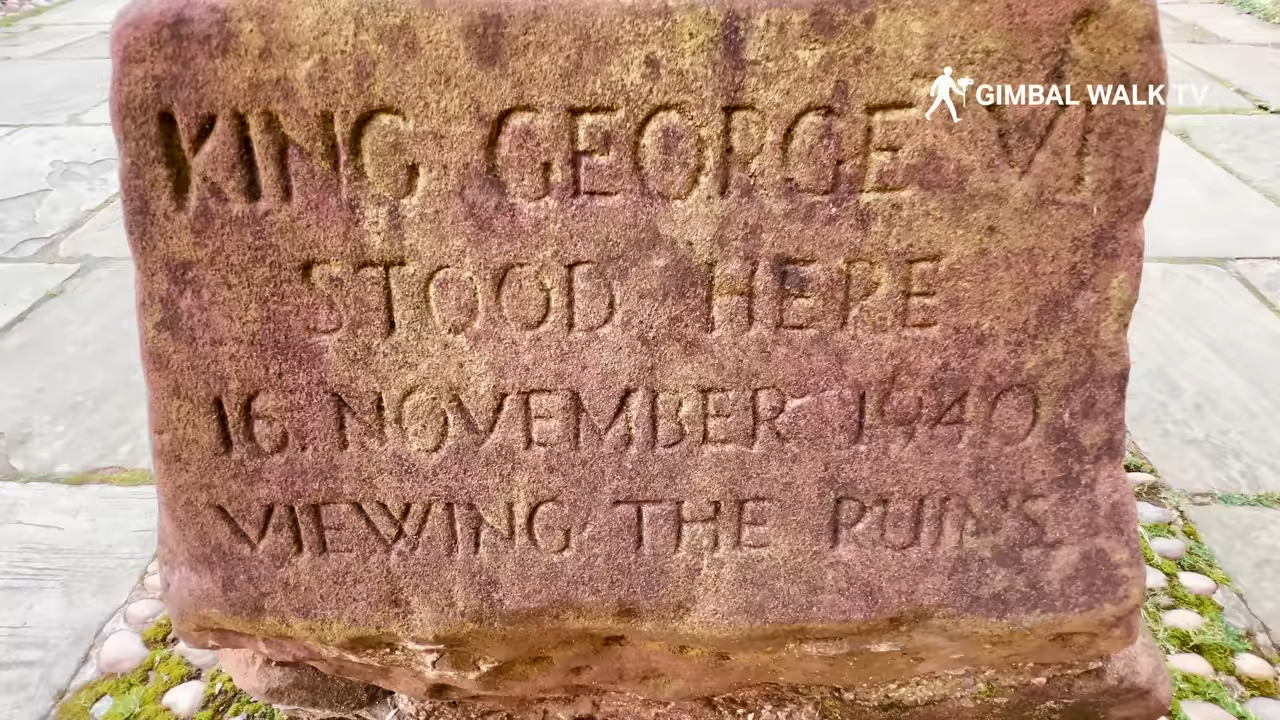 GIMBAL WALK TV
KING GEORGE VI
STOOD HERE
16 NOVEMBER 1940
VIEWING THE RUINS